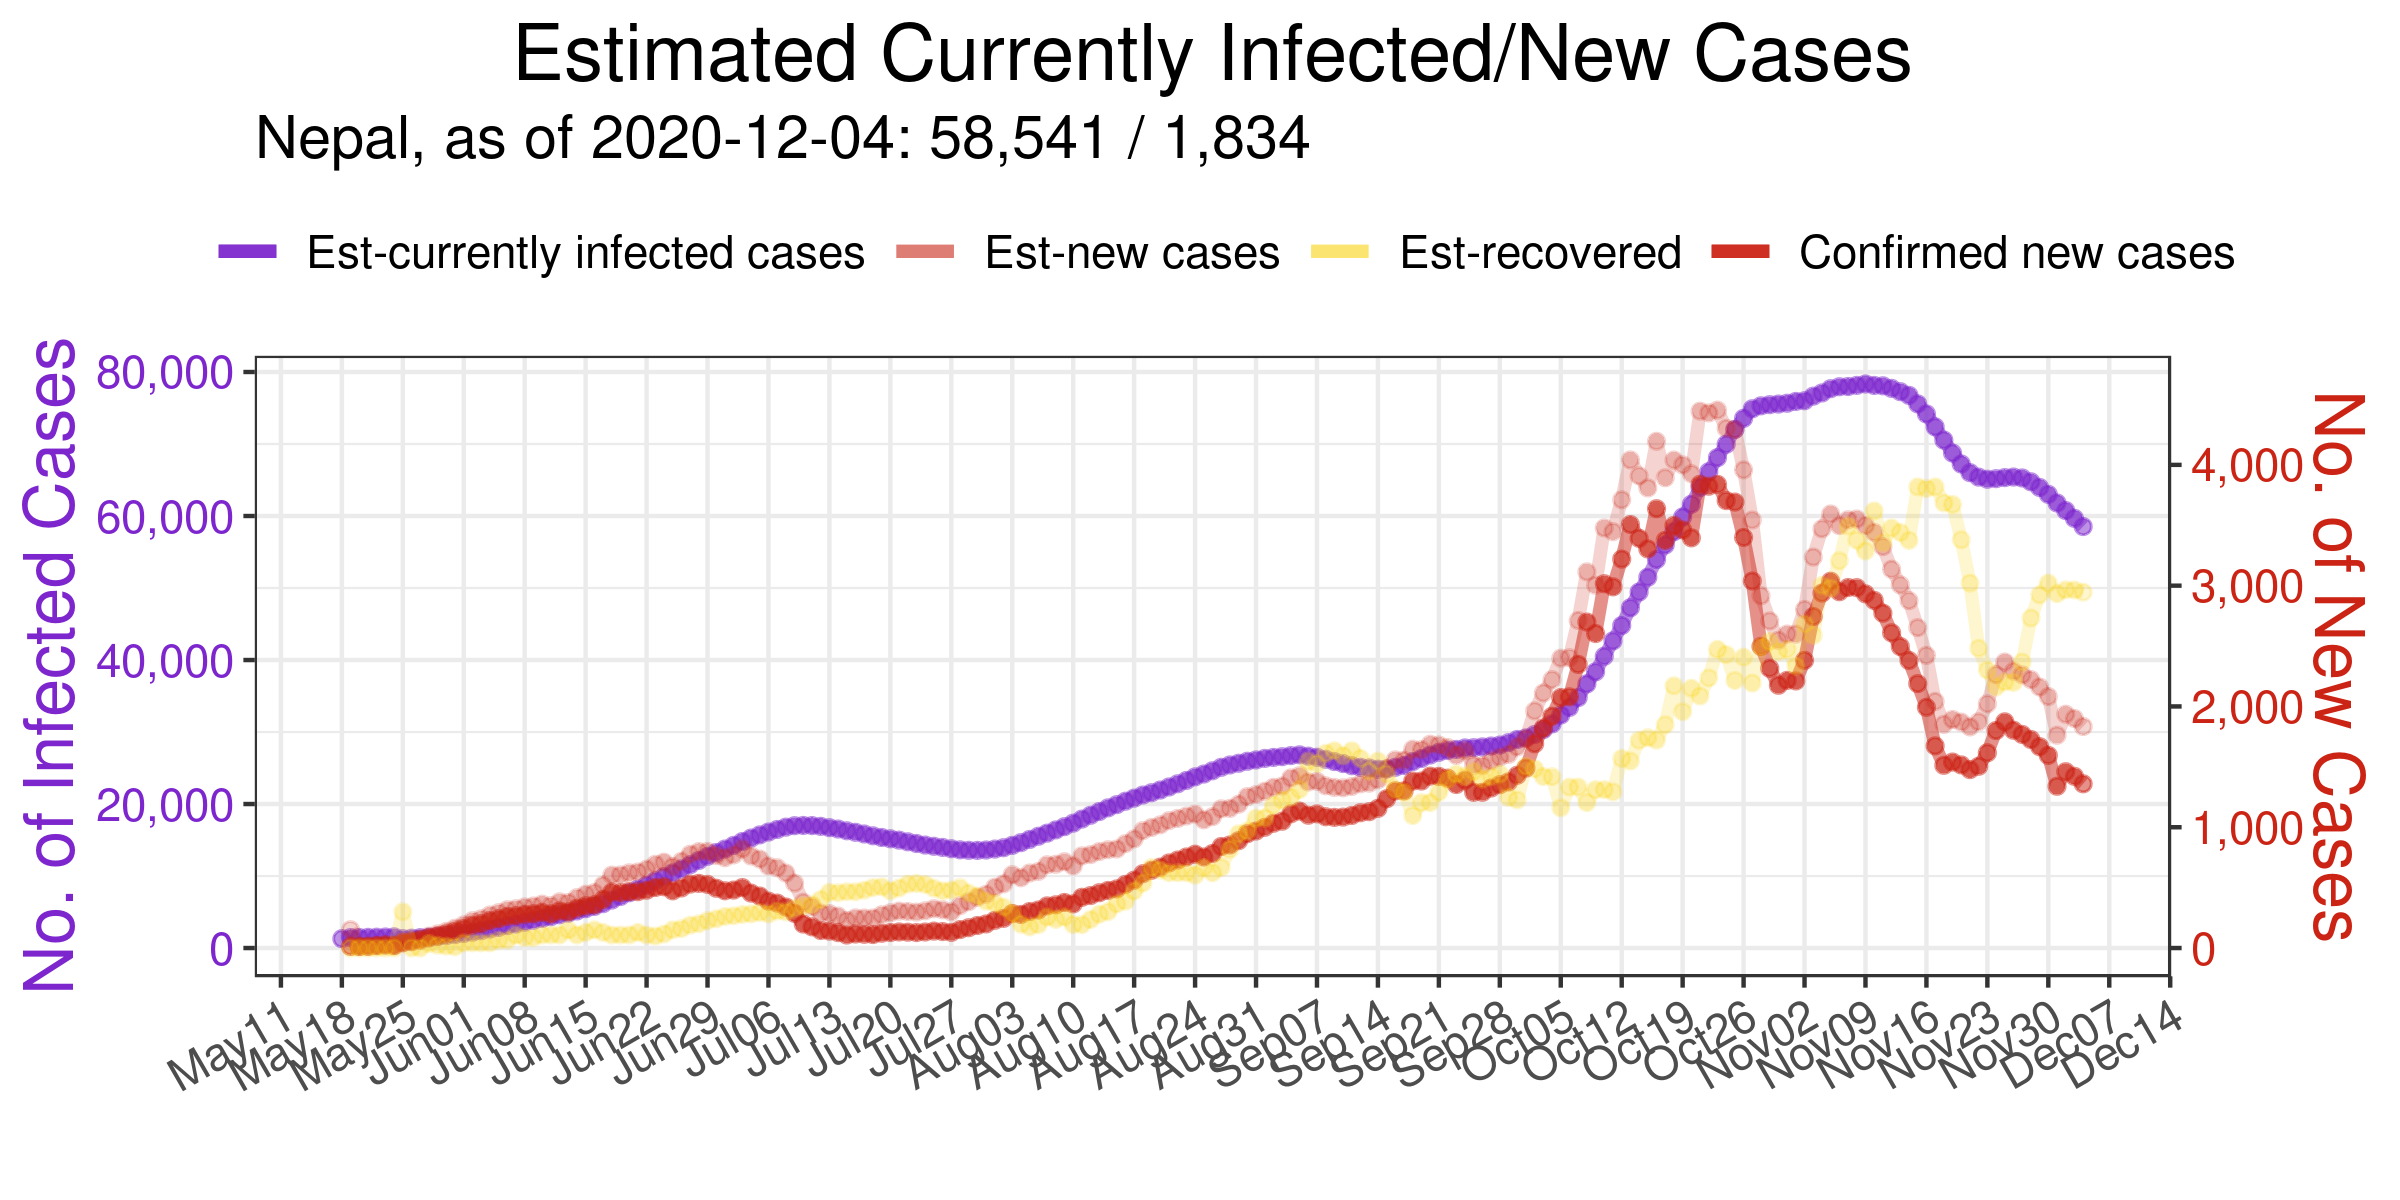 Estimated Currently Infected/New Cases
Nepal, as of 2020-12-04: 58,541 / 1,834
Est-currently infected cases Est-new cases Est-recovered Confirmed new cases
No. of Infected Cases
80,000
60,000
40,000
20,000
0
4,000
3,000
2,000
1,000
0
No. of New Cases
May11 May18 May25 Jun01 Jun08 Jun15 Jun22 Jun29 Jul06 Jul13 Jul20 Jul27 Aug03 Aug10 Aug17 Aug24 Aug31 Sep07 Sep14 Sep21 Sep28 Oct05 Oct12 Oct19 Oct26 Nov02 Nov09 Nov16 Nov23 Nov30 Dec07 Dec14